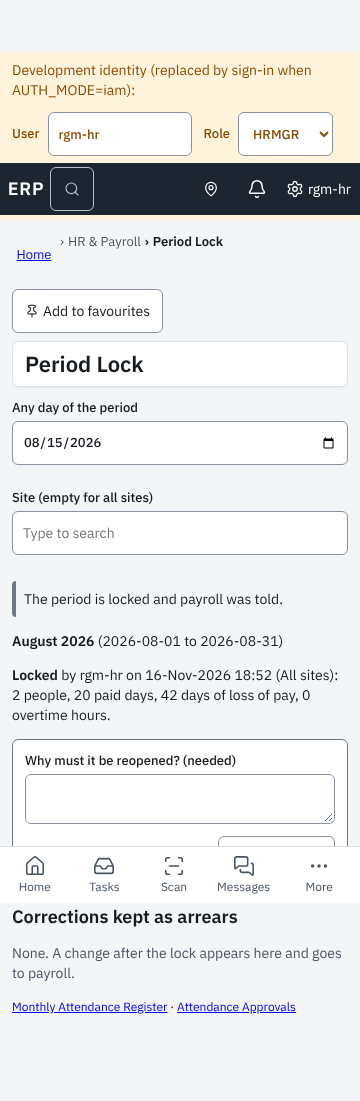 Development identity (replaced by sign-in when
AUTH_MODE=iam):
User rgm-hr Role HRMGR
ERP rgm-hr
Home › HR & Payroll › Period Lock
Add to favourites
Period Lock
Any day of the period
08/15/2026
Site (empty for all sites)
Type to search
The period is locked and payroll was told.
August 2026 (2026-08-01 to 2026-08-31)
Locked by rgm-hr on 16-Nov-2026 18:52 (All sites):
2 people, 20 paid days, 42 days of loss of pay, 0
overtime hours.
Why must it be reopened? (needed)
Home Tasks Scan Messages More
Corrections kept as arrears
None. A change after the lock appears here and goes
to payroll.
Monthly Attendance Register · Attendance Approvals